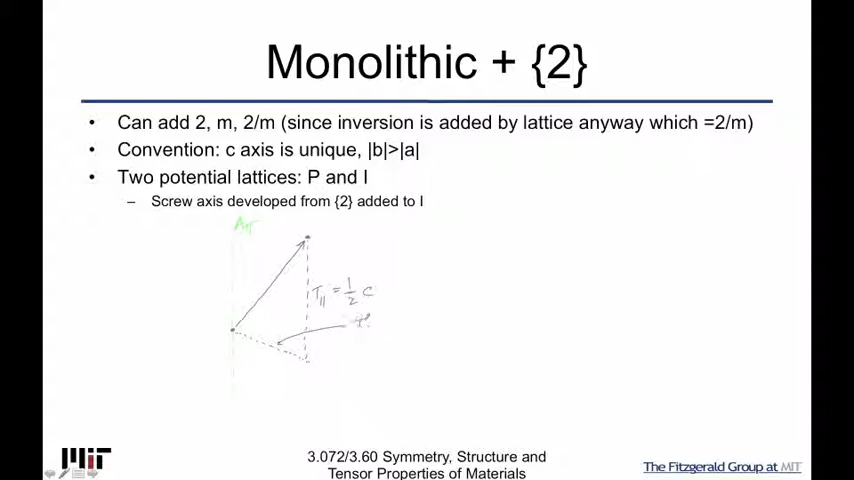 Monolithic + {2}
• Can add 2, m, 2/m (since inversion is added by lattice anyway which =2/m)
• Convention: c axis is unique, |b|>|a|
• Two potential lattices: P and I
– Screw axis developed from {2} added to I
Aπ
T|| = 1/2 c
MIT
3.072/3.60 Symmetry, Structure and
Tensor Properties of Materials
The Fitzgerald Group at MIT